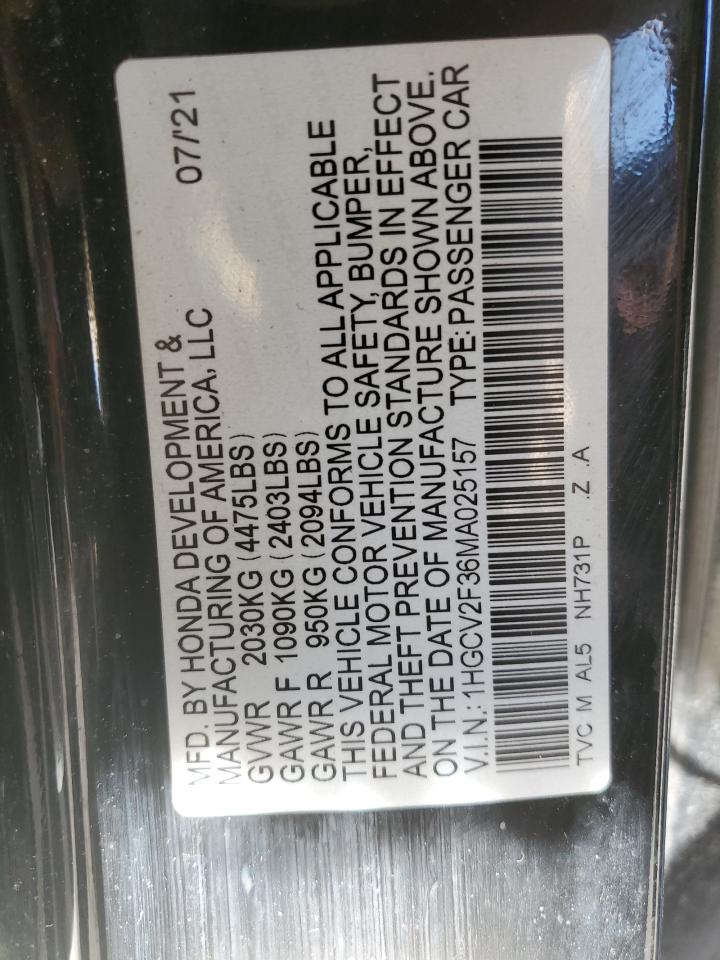 MFD. BY HONDA DEVELOPMENT & 07/'21
MANUFACTURING OF AMERICA, LLC
GVWR 2030KG (4475LBS)
GAWR F 1090KG (2403LBS)
GAWR R 950KG (2094LBS)
THIS VEHICLE CONFORMS TO ALL APPLICABLE
FEDERAL MOTOR VEHICLE SAFETY, BUMPER,
AND THEFT PREVENTION STANDARDS IN EFFECT
ON THE DATE OF MANUFACTURE SHOWN ABOVE.
V.I.N.: 1HGCV2F36MA025157 TYPE: PASSENGER CAR
TVC M AL5 NH731P .Z .A